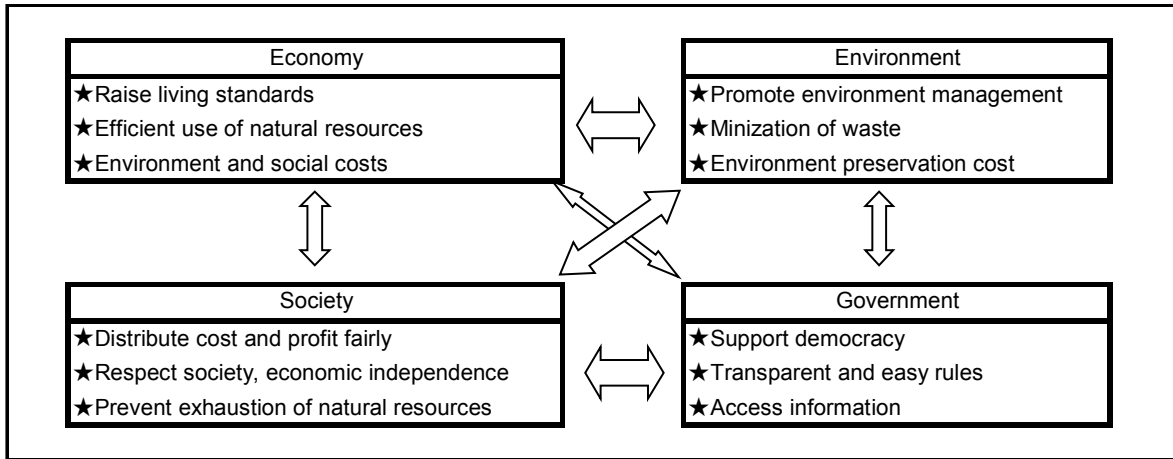 Economy
★Raise living standards
★Efficient use of natural resources
★Environment and social costs
Environment
★Promote environment management
★Minization of waste
★Environment preservation cost
Society
★Distribute cost and profit fairly
★Respect society, economic independence
★Prevent exhaustion of natural resources
Government
★Support democracy
★Transparent and easy rules
★Access information